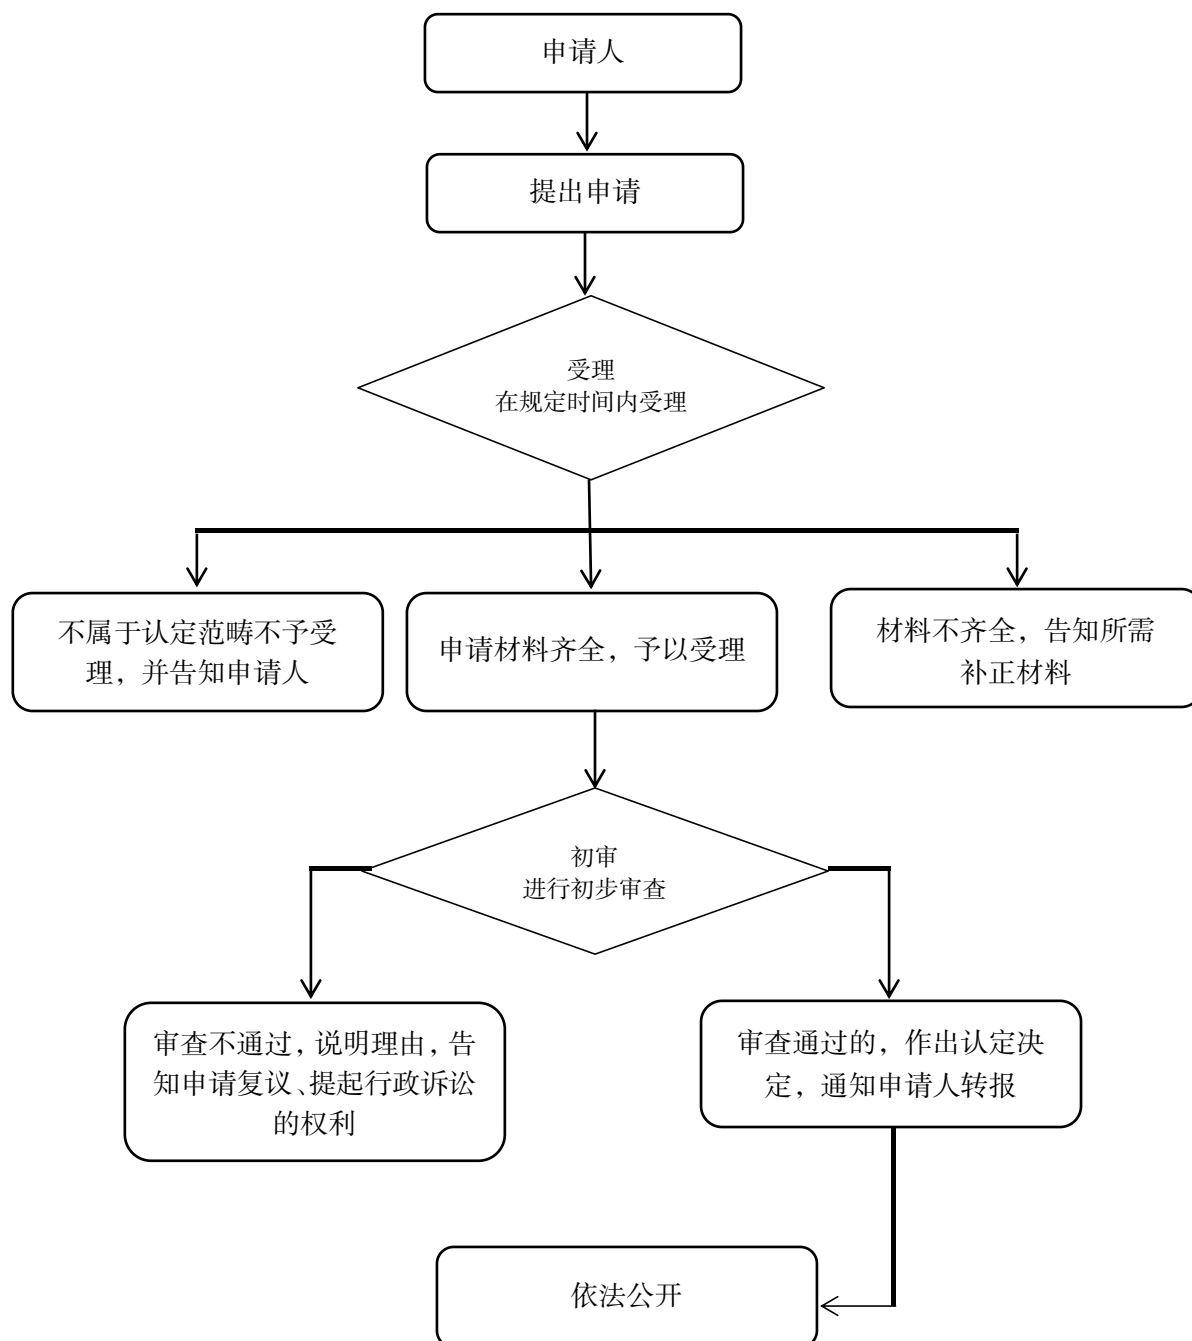 申请人
提出申请
受理
在规定时间内受理
不属于认定范畴不予受
理，并告知申请人
申请材料齐全，予以受理
材料不齐全，告知所需
补正材料
初审
进行初步审查
审查不通过，说明理由，告
知申请复议、提起行政诉讼
的权利
审查通过的，作出认定决
定，通知申请人转报
依法公开